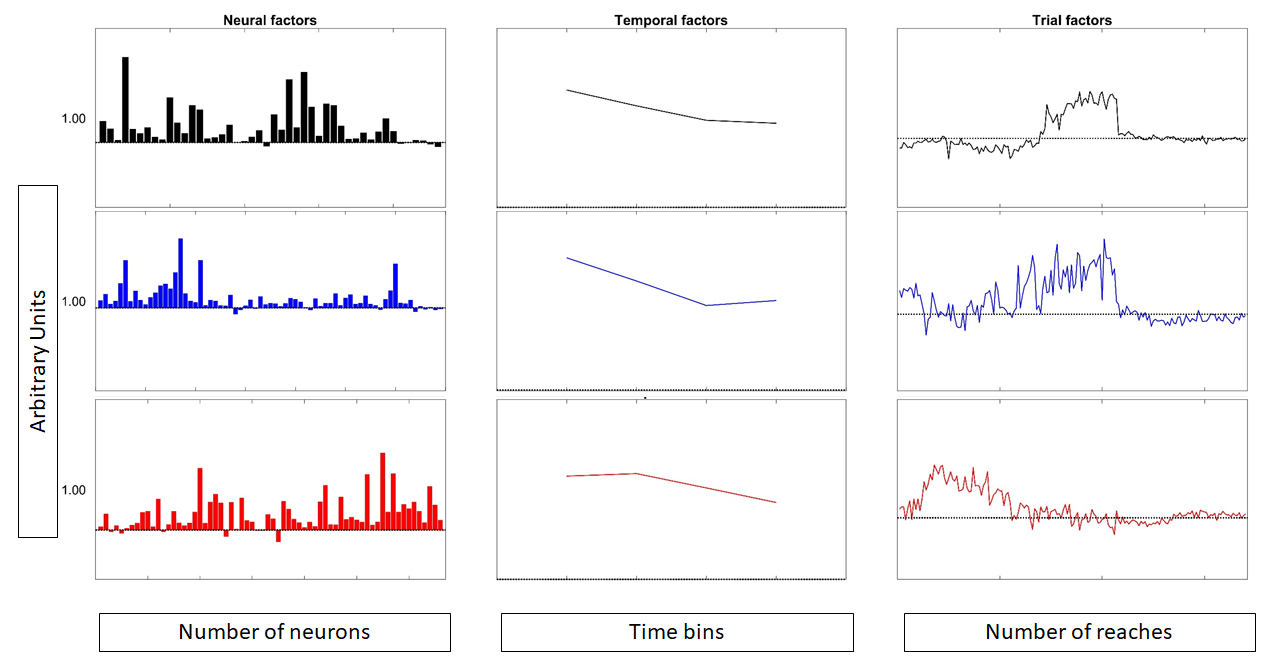 Neural factors
Temporal factors
Trial factors
1.00
1.00
1.00
Arbitrary Units
Number of neurons
Time bins
Number of reaches